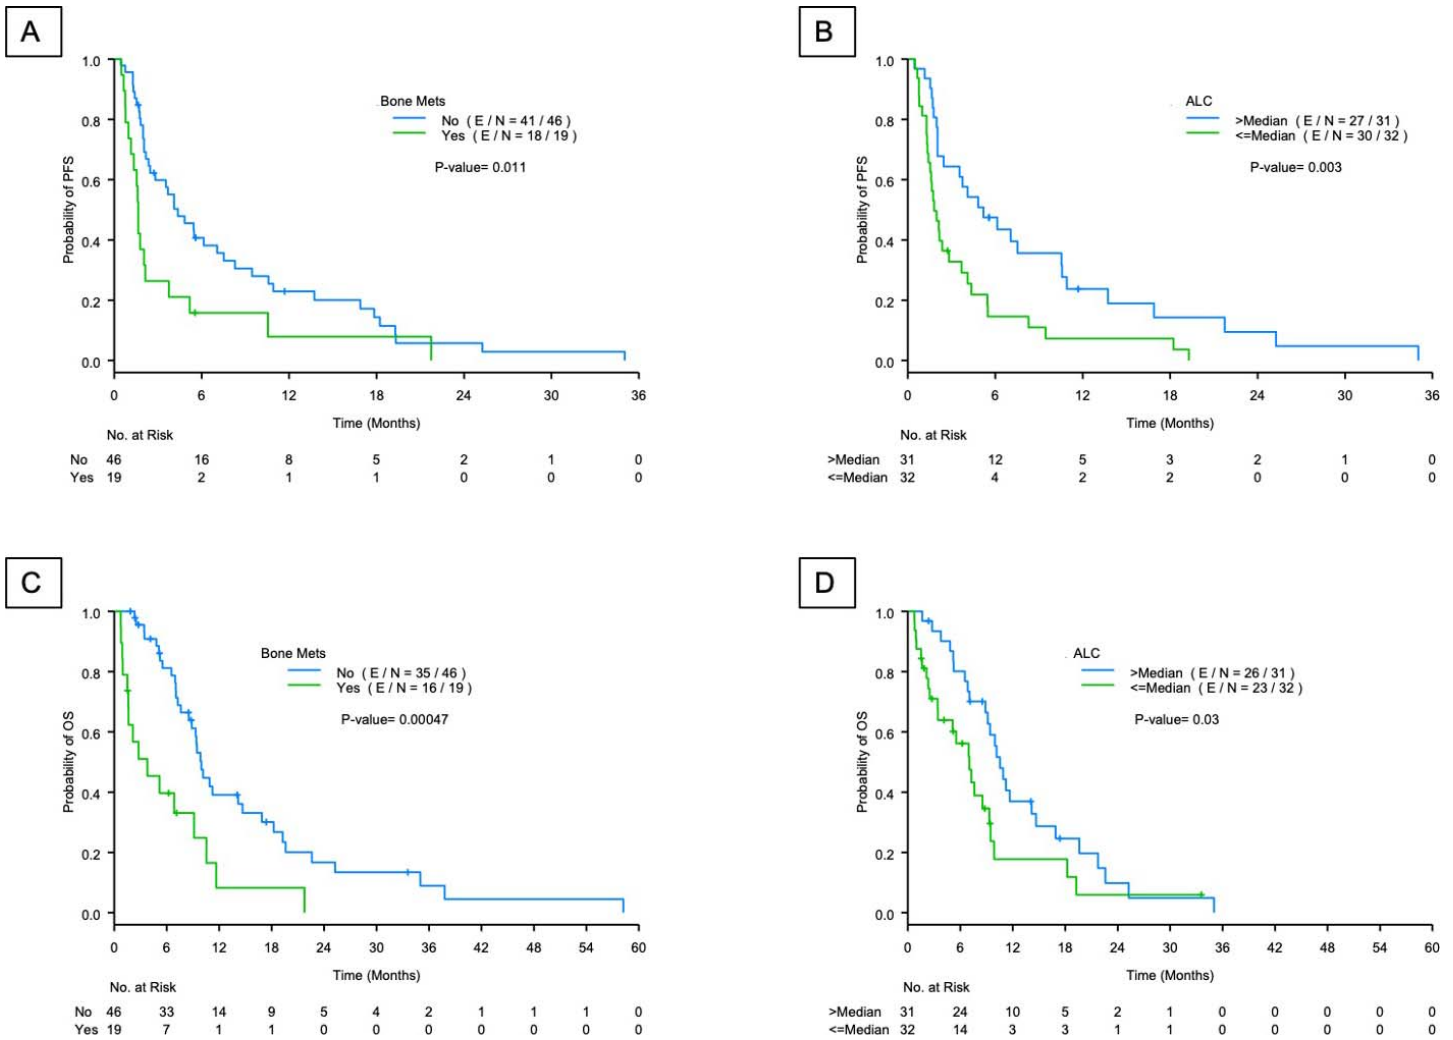 A
Probability of PFS
1.0
0.8
0.6
0.4
0.2
0.0
Bone Mets
No ( E / N = 41 / 46 )
Yes ( E / N = 18 / 19 )
P-value= 0.011
0 6 12 18 24 30 36
Time (Months)
No. at Risk
No 46 16 8 5 2 1 0
Yes 19 2 1 1 0 0 0
B
Probability of PFS
1.0
0.8
0.6
0.4
0.2
0.0
ALC
>Median ( E / N = 27 / 31 )
<=Median ( E / N = 30 / 32 )
P-value= 0.003
0 6 12 18 24 30 36
Time (Months)
No. at Risk
>Median 31 12 5 3 2 1 0
<=Median 32 4 2 2 0 0 0
C
Probability of OS
1.0
0.8
0.6
0.4
0.2
0.0
Bone Mets
No ( E / N = 35 / 46 )
Yes ( E / N = 16 / 19 )
P-value= 0.00047
0 6 12 18 24 30 36 42 48 54 60
Time (Months)
No. at Risk
No 46 33 14 9 5 4 2 1 1 1 0
Yes 19 7 1 1 0 0 0 0 0 0 0
D
Probability of OS
1.0
0.8
0.6
0.4
0.2
0.0
ALC
>Median ( E / N = 26 / 31 )
<=Median ( E / N = 23 / 32 )
P-value= 0.03
0 6 12 18 24 30 36 42 48 54 60
Time (Months)
No. at Risk
>Median 31 24 10 5 2 1 0 0 0 0 0
<=Median 32 14 3 3 1 1 0 0 0 0 0